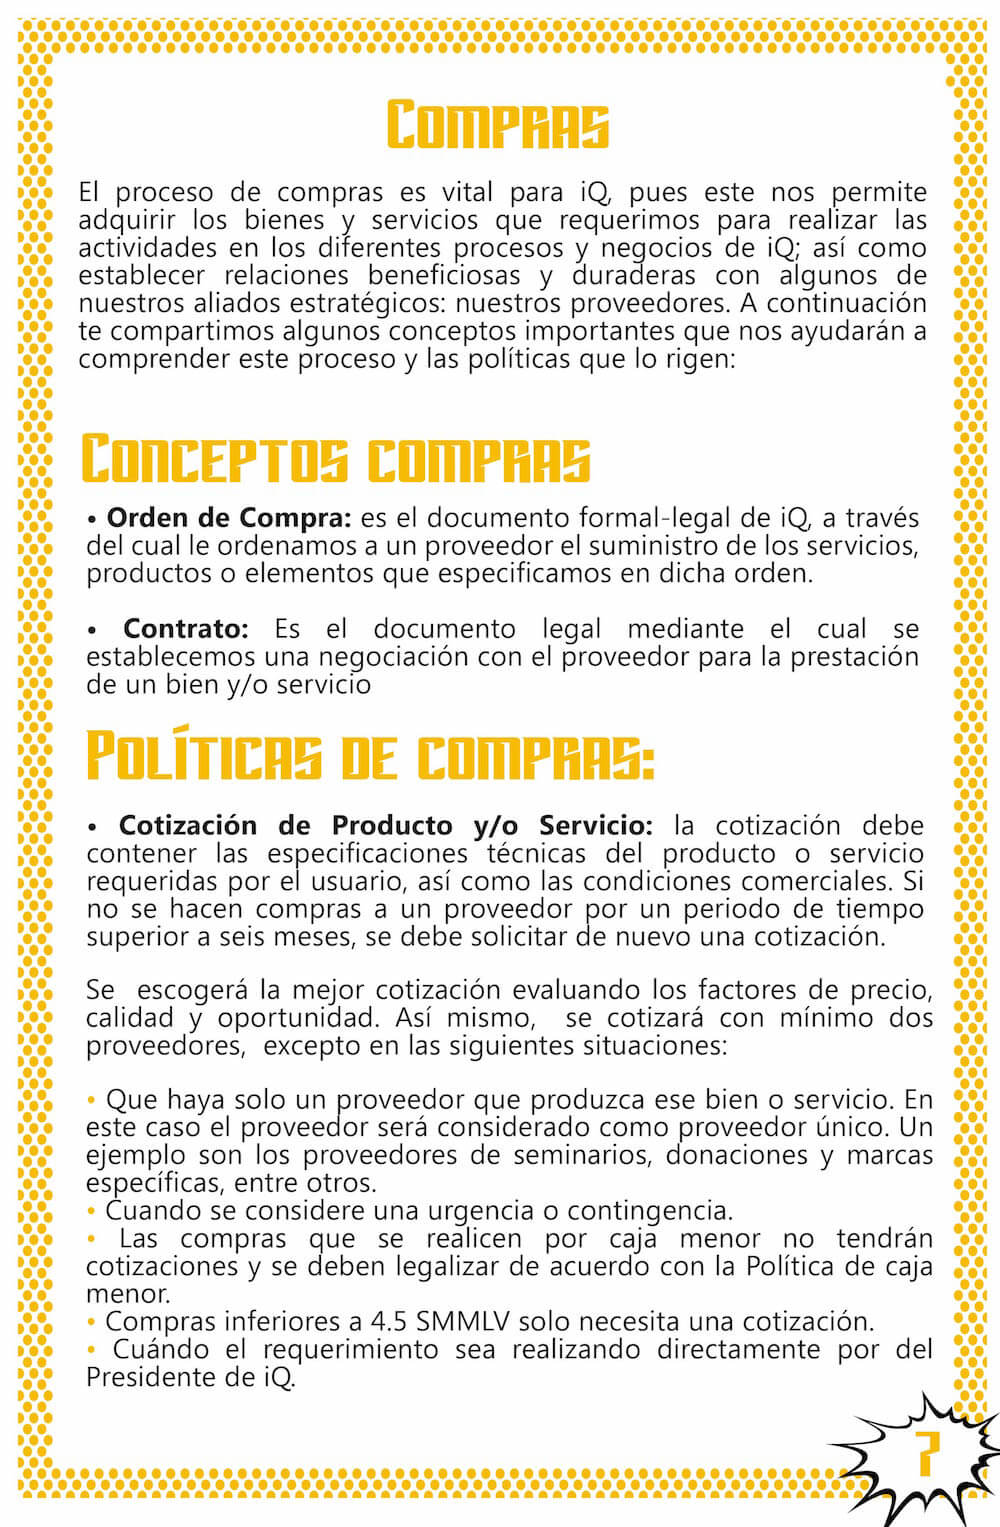 Compras
El proceso de compras es vital para iQ, pues este nos permite
adquirir los bienes y servicios que requerimos para realizar las
actividades en los diferentes procesos y negocios de iQ; así como
establecer relaciones beneficiosas y duraderas con algunos de
nuestros aliados estratégicos: nuestros proveedores. A continuación
te compartimos algunos conceptos importantes que nos ayudarán a
comprender este proceso y las políticas que lo rigen:
Conceptos compras
• Orden de Compra: es el documento formal-legal de iQ, a través
del cual le ordenamos a un proveedor el suministro de los servicios,
productos o elementos que especificamos en dicha orden.
• Contrato: Es el documento legal mediante el cual se
establecemos una negociación con el proveedor para la prestación
de un bien y/o servicio
Políticas de compras:
• Cotización de Producto y/o Servicio: la cotización debe
contener las especificaciones técnicas del producto o servicio
requeridas por el usuario, así como las condiciones comerciales. Si
no se hacen compras a un proveedor por un periodo de tiempo
superior a seis meses, se debe solicitar de nuevo una cotización.
Se escogerá la mejor cotización evaluando los factores de precio,
calidad y oportunidad. Así mismo, se cotizará con mínimo dos
proveedores, excepto en las siguientes situaciones:
• Que haya solo un proveedor que produzca ese bien o servicio. En
este caso el proveedor será considerado como proveedor único. Un
ejemplo son los proveedores de seminarios, donaciones y marcas
específicas, entre otros.
• Cuando se considere una urgencia o contingencia.
• Las compras que se realicen por caja menor no tendrán
cotizaciones y se deben legalizar de acuerdo con la Política de caja
menor.
• Compras inferiores a 4.5 SMMLV solo necesita una cotización.
• Cuándo el requerimiento sea realizando directamente por del
Presidente de iQ.
7